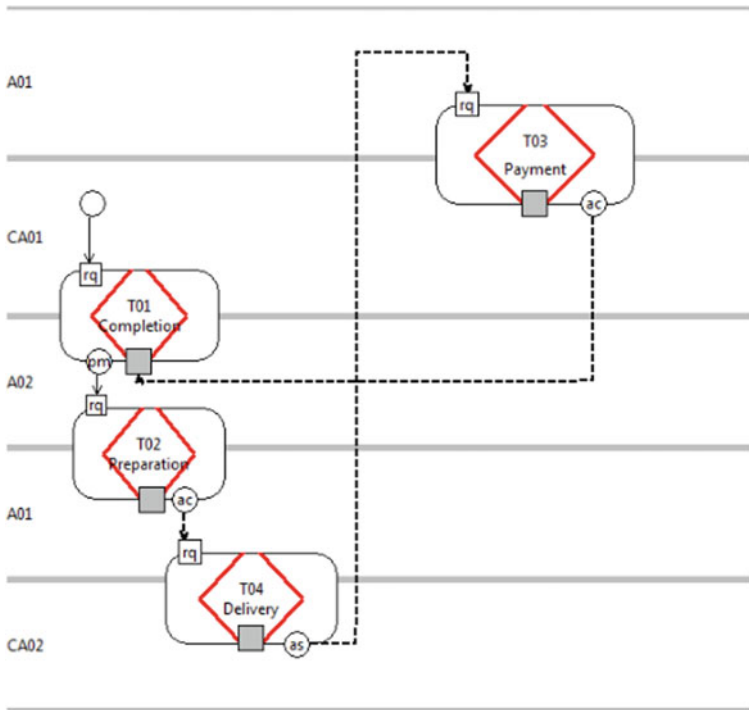 A01
rq
T03
Payment
ac
CA01
rq
T01
Completion
pm
A02
rq
T02
Preparation
ac
A01
rq
T04
Delivery
as
CA02